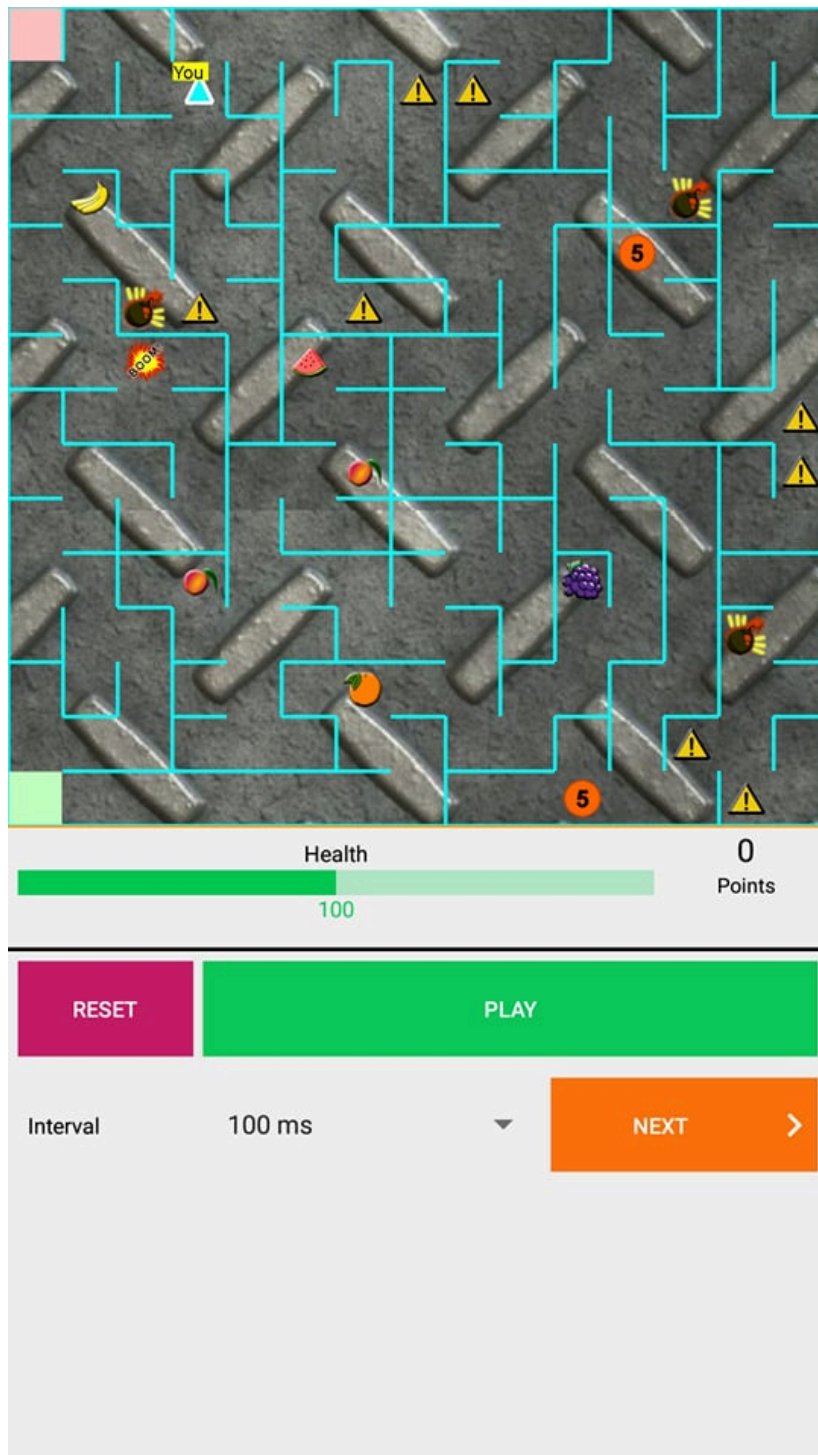 You
5
BOOM
5
Health
0
100
Points
RESET
PLAY
Interval
100 ms
NEXT